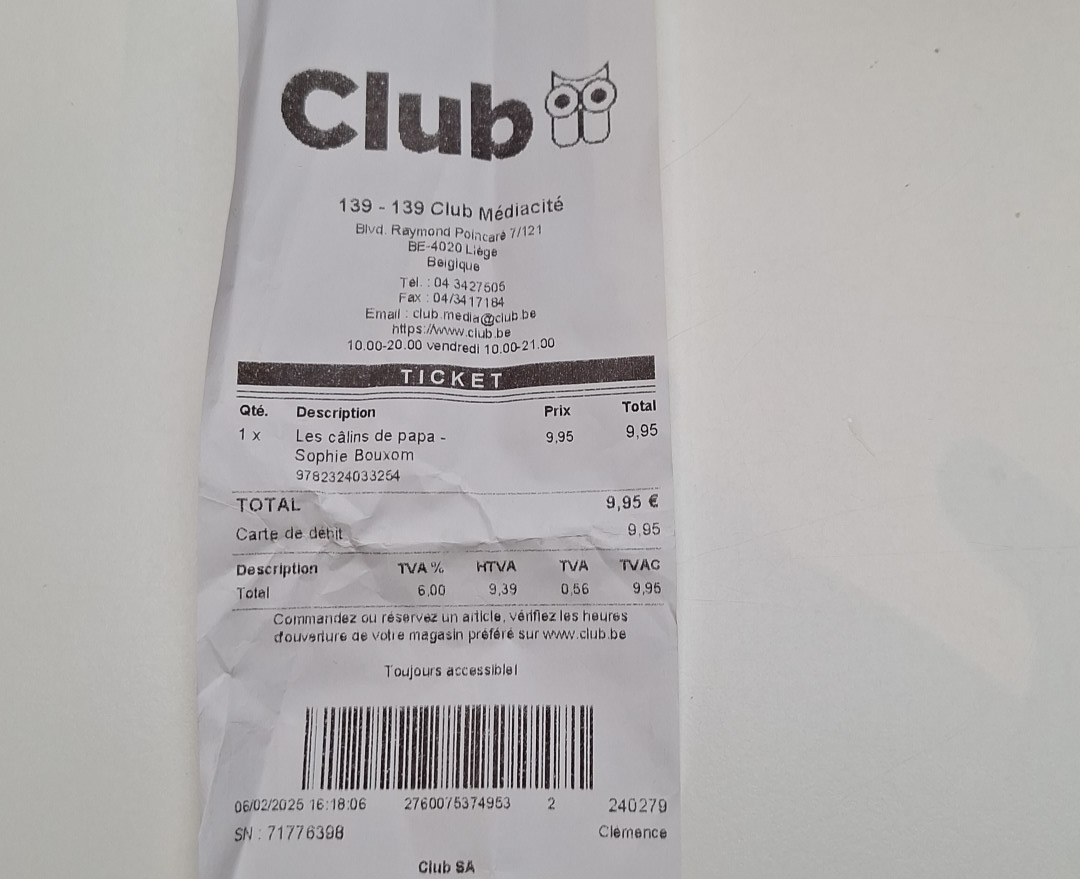 Club
139 - 139 Club Médiacité
Blvd. Raymond Poincaré 7/121
BE-4020 Liège
Belgique
Tél. : 04 3427505
Fax : 04/3417184
Email : club.media@club.be
https://www.club.be
10.00-20.00 vendredi 10.00-21.00
TICKET
Qté. Description Prix Total
1 x Les câlins de papa - 9,95 9,95
Sophie Bouxom
9782324033254
TOTAL 9,95 €
Carte de débit 9,95
Description TVA % HTVA TVA TVAC
Total 6,00 9,39 0,56 9,95
Commandez ou réservez un article, vérifiez les heures
d'ouverture de votre magasin préféré sur www.club.be
Toujours accessible!
06/02/2025 16:18:06 2760075374953 2 240279
SN : 71776398 Clémence
Club SA